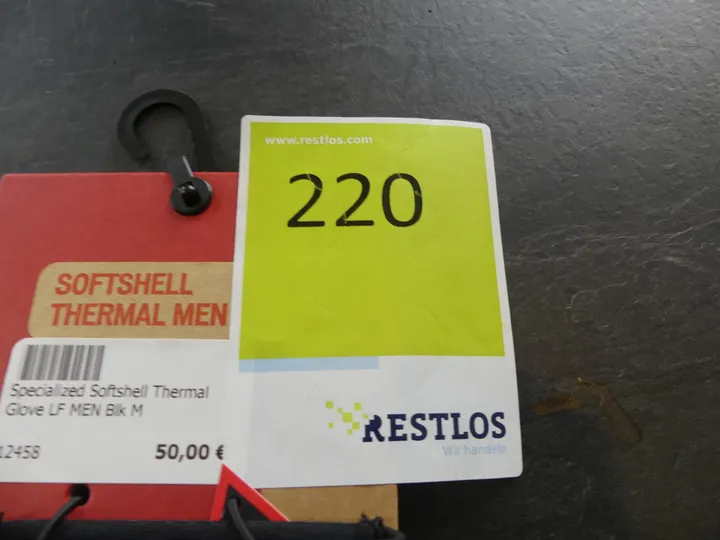 www.restlos.com
220
SOFTSHELL
THERMAL MEN
Specialized Softshell Thermal
Glove LF MEN Blk M
12458
50,00 €
RESTLOS
Wir handeln